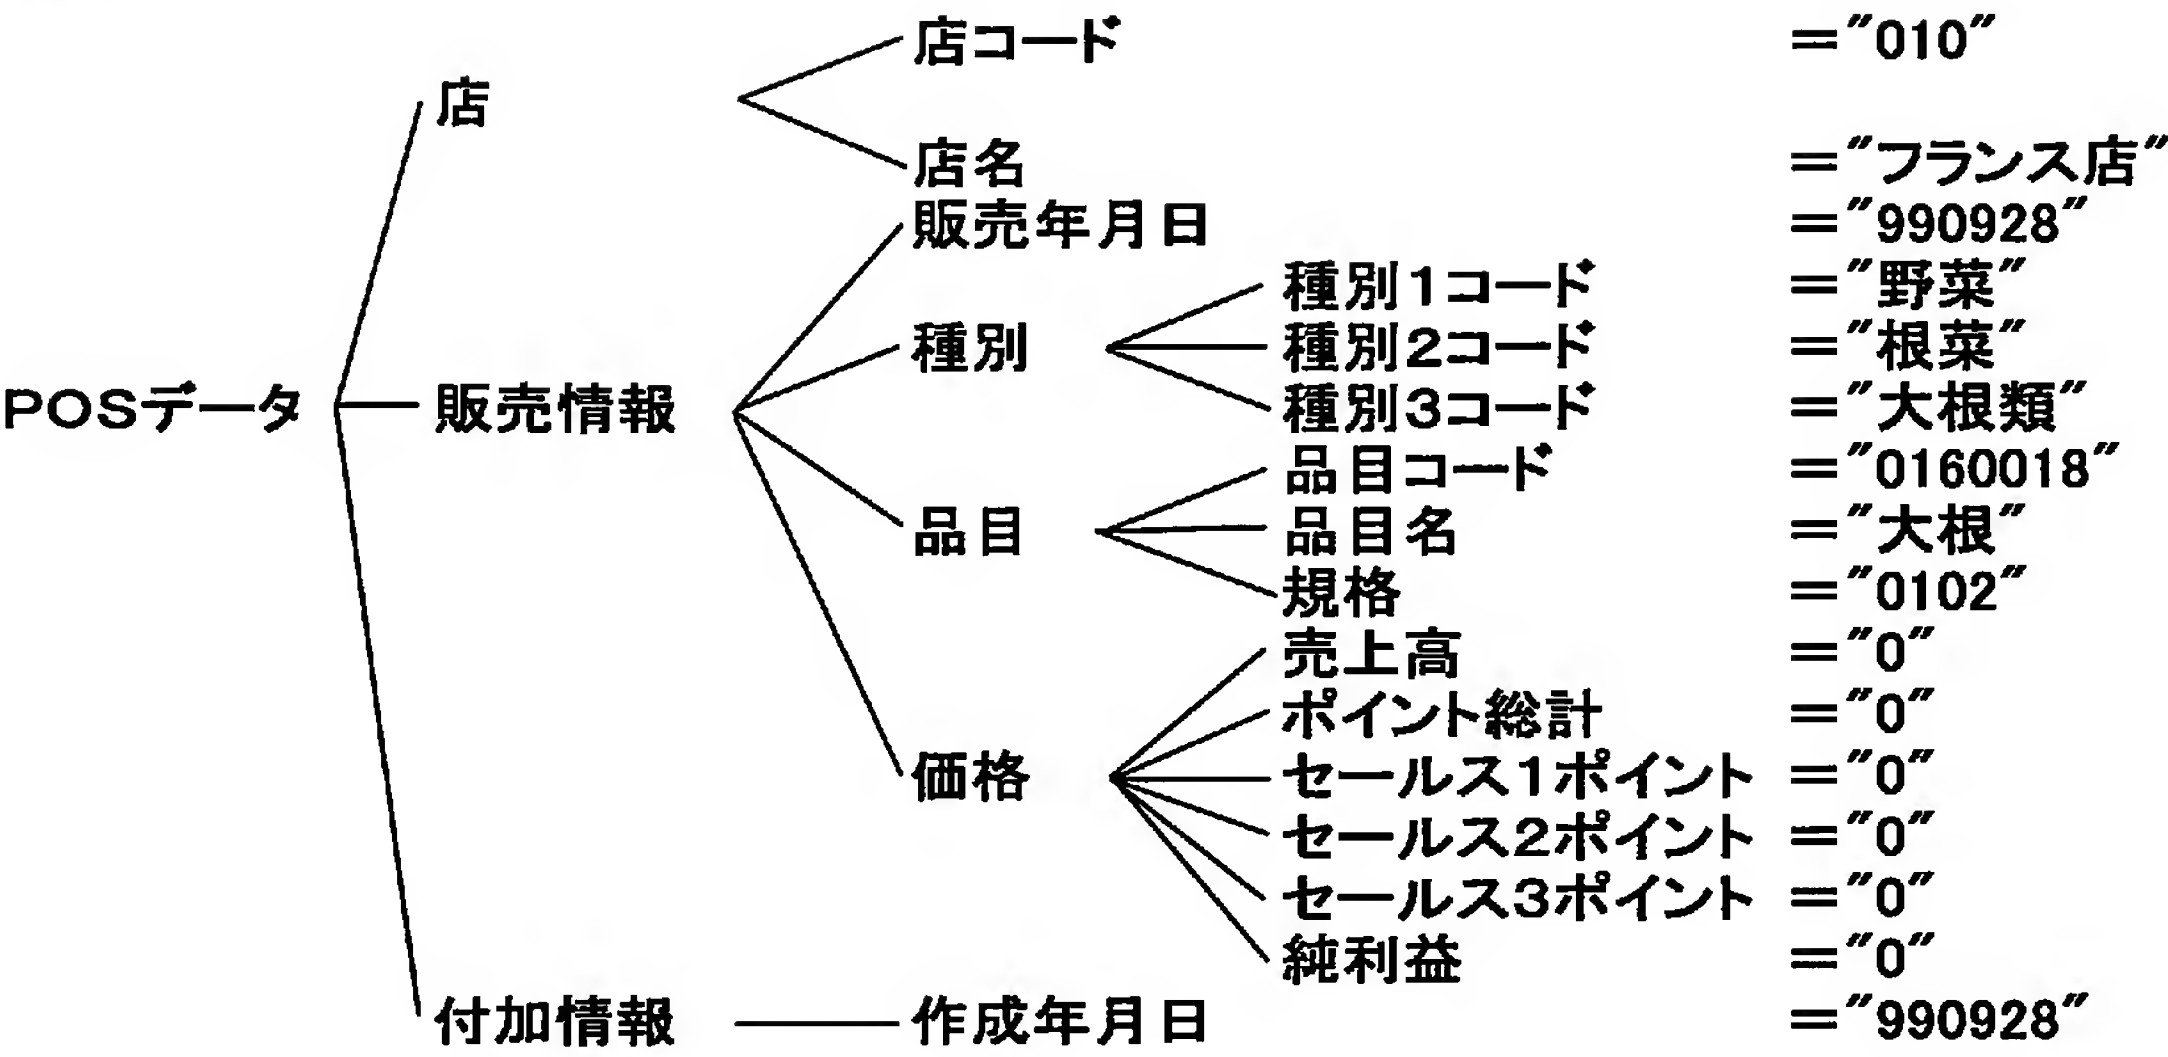 店コード ="010"
店
店名 ="フランス店"
販売年月日 ="990928"
種別1コード ="野菜"
種別 種別2コード ="根菜"
POSデータ 販売情報 種別3コード ="大根類"
品目コード ="0160018"
品目 品目名 ="大根"
規格 ="0102"
売上高 ="0"
ポイント総計 ="0"
価格 セールス1ポイント ="0"
セールス2ポイント ="0"
セールス3ポイント ="0"
純利益 ="0"
付加情報 作成年月日 ="990928"